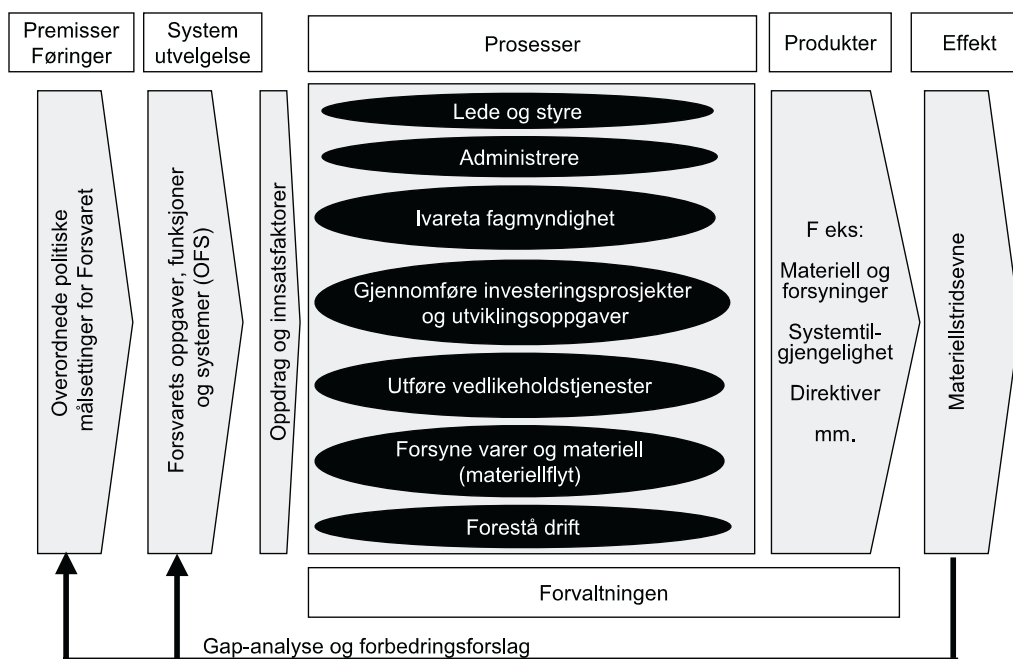 Premisser
Føringer
System
utvelgelse
Prosesser
Produkter
Effekt
Overordnede politiske
målsettinger for Forsvaret
Forsvarets oppgaver, funksjoner
og systemer (OFS)
Oppdrag og innsatsfaktorer
Lede og styre
Administrere
Ivareta fagmyndighet
Gjennomføre investeringsprosjekter
og utviklingsoppgaver
Utføre vedlikeholdstjenester
Forsyne varer og materiell
(materiellflyt)
Forestå drift
F eks:
Materiell og
forsyninger
Systemtil-
gjengelighet
Direktiver
mm.
Materiellstridsevne
Forvaltningen
Gap-analyse og forbedringsforslag